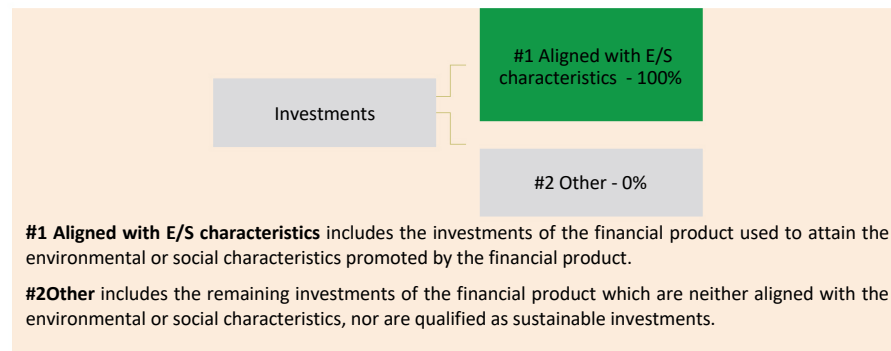 #1 Aligned with E/S
characteristics - 100%
Investments
#2 Other - 0%
#1 Aligned with E/S characteristics includes the investments of the financial product used to attain the
environmental or social characteristics promoted by the financial product.
#2Other includes the remaining investments of the financial product which are neither aligned with the
environmental or social characteristics, nor are qualified as sustainable investments.